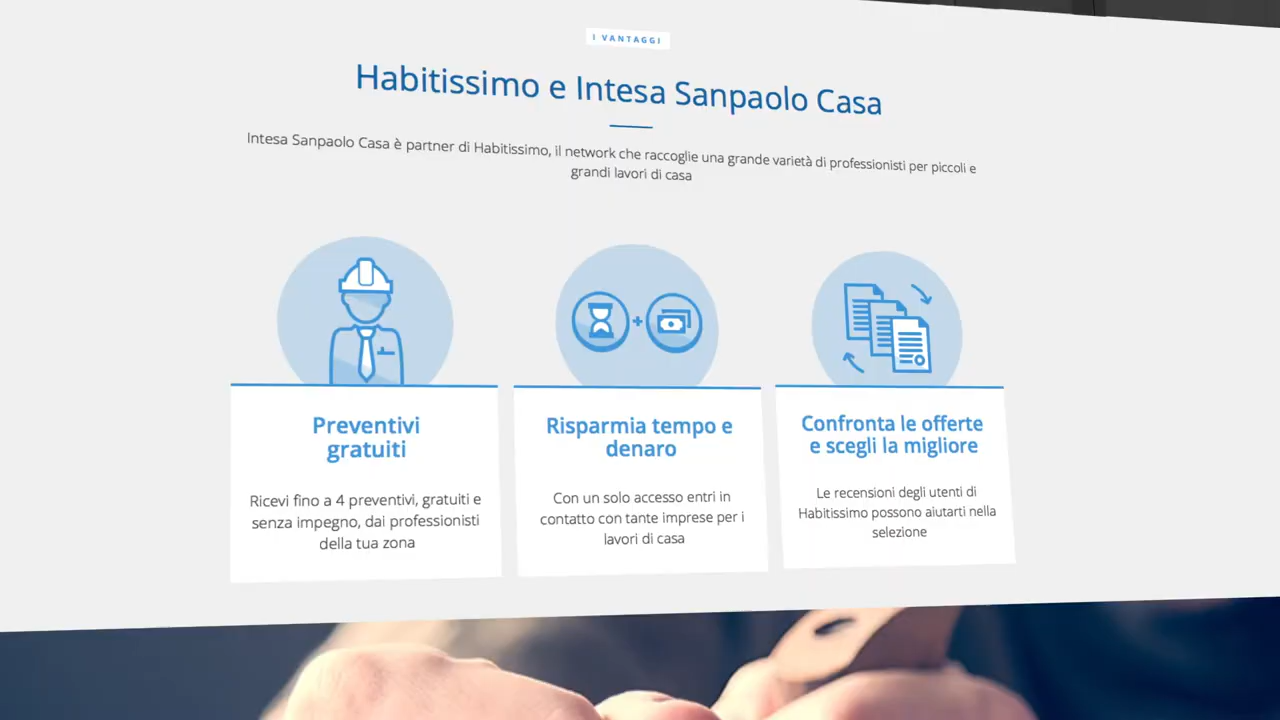 I VANTAGGI
Habitissimo e Intesa Sanpaolo Casa
Intesa Sanpaolo Casa è partner di Habitissimo, il network che raccoglie una grande varietà di professionisti per piccoli e
grandi lavori di casa
Preventivi
gratuiti
Ricevi fino a 4 preventivi, gratuiti e
senza impegno, dai professionisti
della tua zona
Risparmia tempo e
denaro
Con un solo accesso entri in
contatto con tante imprese per i
lavori di casa
Confronta le offerte
e scegli la migliore
Le recensioni degli utenti di
Habitissimo possono aiutarti nella
selezione